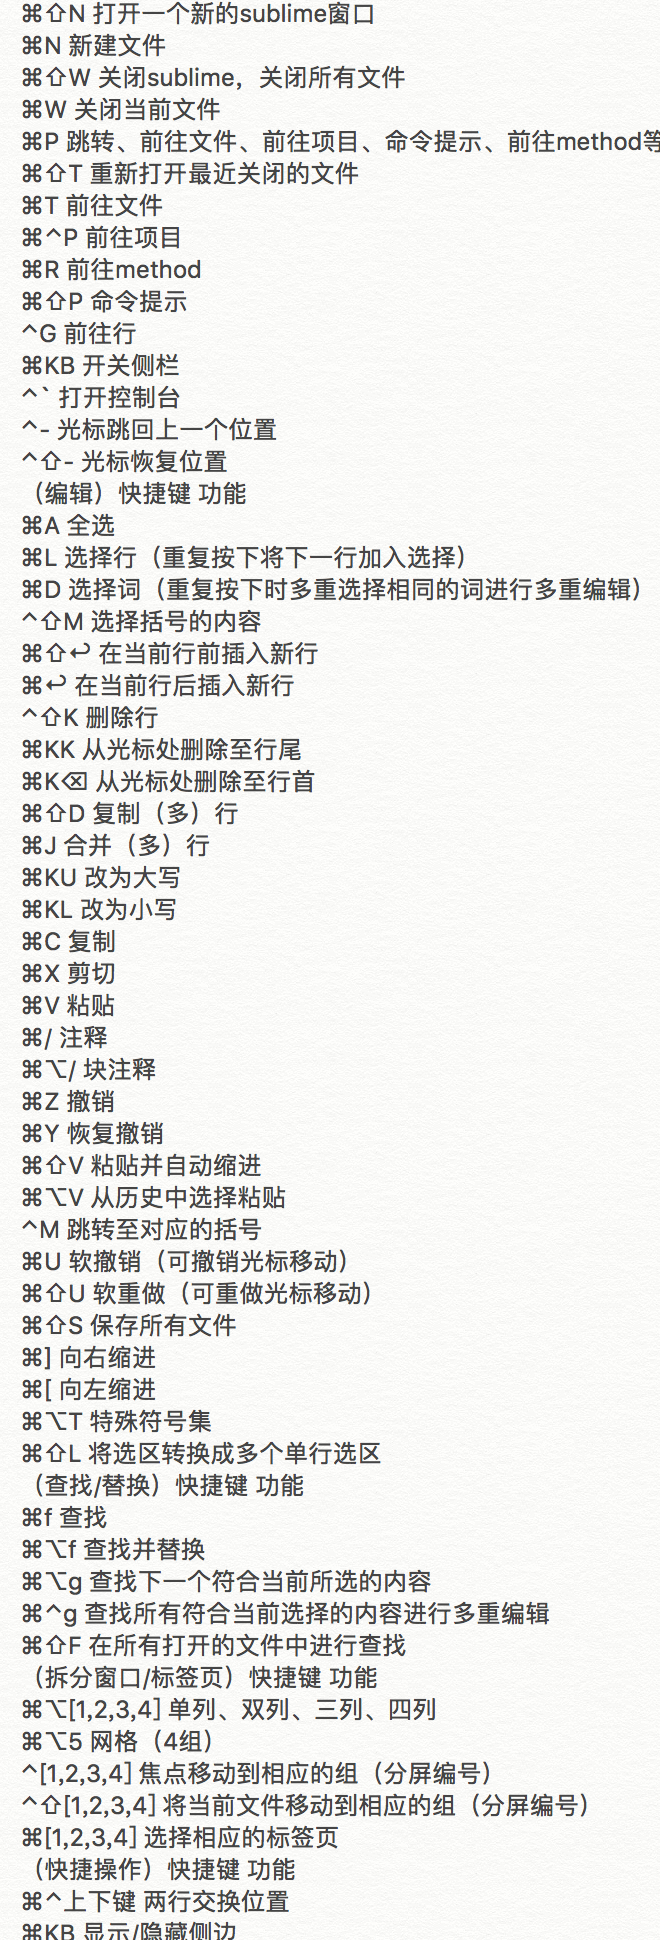 ⌘⇧N 打开一个新的sublime窗口
⌘N 新建文件
⌘⇧W 关闭sublime，关闭所有文件
⌘W 关闭当前文件
⌘P 跳转、前往文件、前往项目、命令提示、前往method等
⌘⇧T 重新打开最近关闭的文件
⌘T 前往文件
⌘^P 前往项目
⌘R 前往method
⌘⇧P 命令提示
^G 前往行
⌘KB 开关侧栏
^` 打开控制台
^- 光标跳回上一个位置
^⇧- 光标恢复位置
（编辑）快捷键 功能
⌘A 全选
⌘L 选择行（重复按下将下一行加入选择）
⌘D 选择词（重复按下时多重选择相同的词进行多重编辑）
^⇧M 选择括号的内容
⌘⇧↩ 在当前行前插入新行
⌘↩ 在当前行后插入新行
^⇧K 删除行
⌘KK 从光标处删除至行尾
⌘K⌫ 从光标处删除至行首
⌘⇧D 复制（多）行
⌘J 合并（多）行
⌘KU 改为大写
⌘KL 改为小写
⌘C 复制
⌘X 剪切
⌘V 粘贴
⌘/ 注释
⌘⌥/ 块注释
⌘Z 撤销
⌘Y 恢复撤销
⌘⇧V 粘贴并自动缩进
⌘⌥V 从历史中选择粘贴
^M 跳转至对应的括号
⌘U 软撤销（可撤销光标移动）
⌘⇧U 软重做（可重做光标移动）
⌘⇧S 保存所有文件
⌘] 向右缩进
⌘[ 向左缩进
⌘⌥T 特殊符号集
⌘⇧L 将选区转换成多个单行选区
（查找/替换）快捷键 功能
⌘f 查找
⌘⌥f 查找并替换
⌘⌥g 查找下一个符合当前所选的内容
⌘^g 查找所有符合当前选择的内容进行多重编辑
⌘⇧F 在所有打开的文件中进行查找
（拆分窗口/标签页）快捷键 功能
⌘⌥[1,2,3,4] 单列、双列、三列、四列
⌘⌥5 网格（4组）
^[1,2,3,4] 焦点移动到相应的组（分屏编号）
^⇧[1,2,3,4] 将当前文件移动到相应的组（分屏编号）
⌘[1,2,3,4] 选择相应的标签页
（快捷操作）快捷键 功能
⌘^上下键 两行交换位置
⌘KB 显示/隐藏侧边